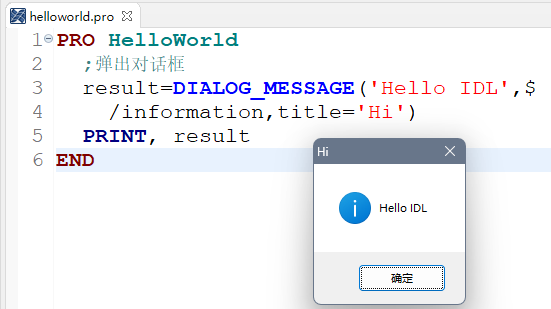 helloworld.pro
1 PRO HelloWorld
2 ;弹出对话框
3 result=DIALOG_MESSAGE('Hello IDL',$
4 /information,title='Hi')
5 PRINT, result
6 END
Hi
Hello IDL
确定